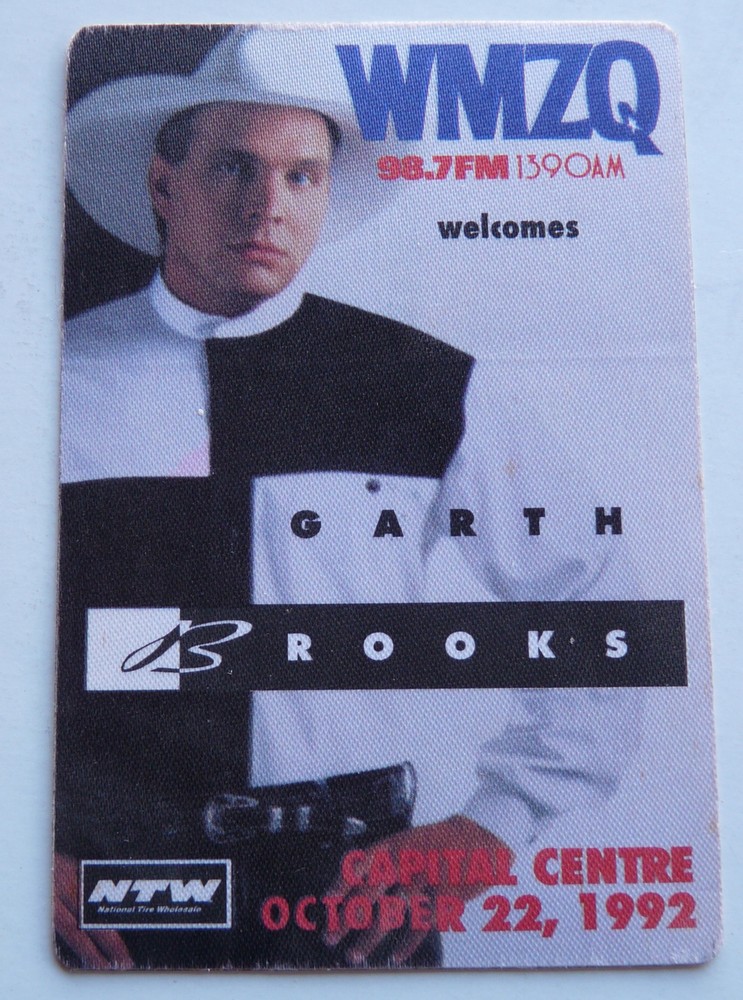 WMZQ
98.7FM 1390AM
welcomes
GARTH
BROOKS
NTW
National Tire Wholesale
CAPITAL CENTRE
OCTOBER 22, 1992